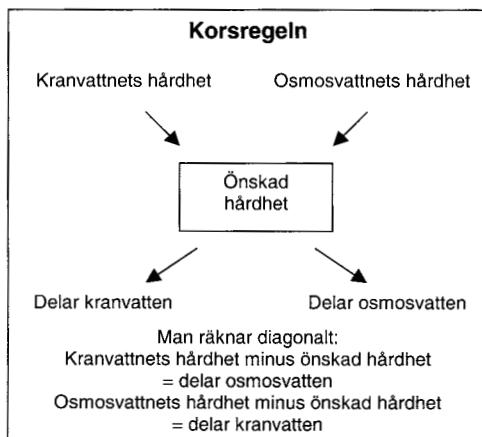 Korsregeln
Kranvattnets hårdhet
Osmosvattnets hårdhet
Önskad
hårdhet
Delar kranvatten
Delar osmosvatten
Man räknar diagonalt:
Kranvattnets hårdhet minus önskad hårdhet
= delar osmosvatten
Osmosvattnets hårdhet minus önskad hårdhet
= delar kranvatten